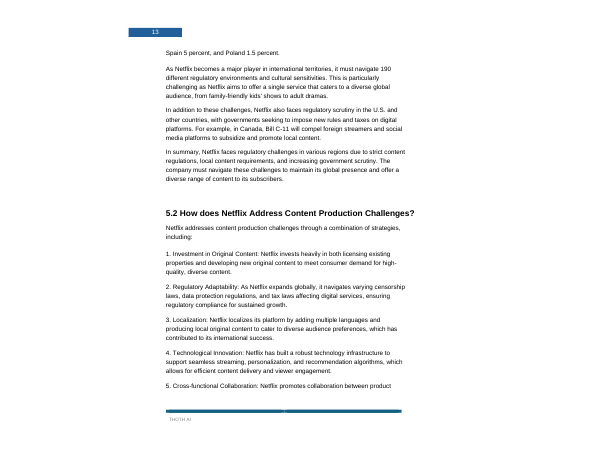 13
Spain 5 percent, and Poland 1.5 percent.
As Netflix becomes a major player in international territories, it must navigate 190
different regulatory environments and cultural sensitivities. This is particularly
challenging as Netflix aims to offer a single service that caters to a diverse global
audience, from family-friendly kids' shows to adult dramas.
In addition to these challenges, Netflix also faces regulatory scrutiny in the U.S. and
other countries, with governments seeking to impose new rules and taxes on digital
platforms. For example, in Canada, Bill C-11 will compel foreign streamers and social
media platforms to subsidize and promote local content.
In summary, Netflix faces regulatory challenges in various regions due to strict content
regulations, local content requirements, and increasing government scrutiny. The
company must navigate these challenges to maintain its global presence and offer a
diverse range of content to its subscribers.
5.2 How does Netflix Address Content Production Challenges?
Netflix addresses content production challenges through a combination of strategies,
including:
1. Investment in Original Content: Netflix invests heavily in both licensing existing
properties and developing new original content to meet consumer demand for high-
quality, diverse content.
2. Regulatory Adaptability: As Netflix expands globally, it navigates varying censorship
laws, data protection regulations, and tax laws affecting digital services, ensuring
regulatory compliance for sustained growth.
3. Localization: Netflix localizes its platform by adding multiple languages and
producing local original content to cater to diverse audience preferences, which has
contributed to its international success.
4. Technological Innovation: Netflix has built a robust technology infrastructure to
support seamless streaming, personalization, and recommendation algorithms, which
allows for efficient content delivery and viewer engagement.
5. Cross-functional Collaboration: Netflix promotes collaboration between product
THOTH AI